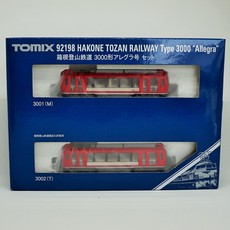 TOMIX 92198 HAKONE TOZAN RAILWAY Type 3000 "Allegra"
箱根登山鉄道 3000形アレグラ号 セット
3001 (M)
3002 (T)